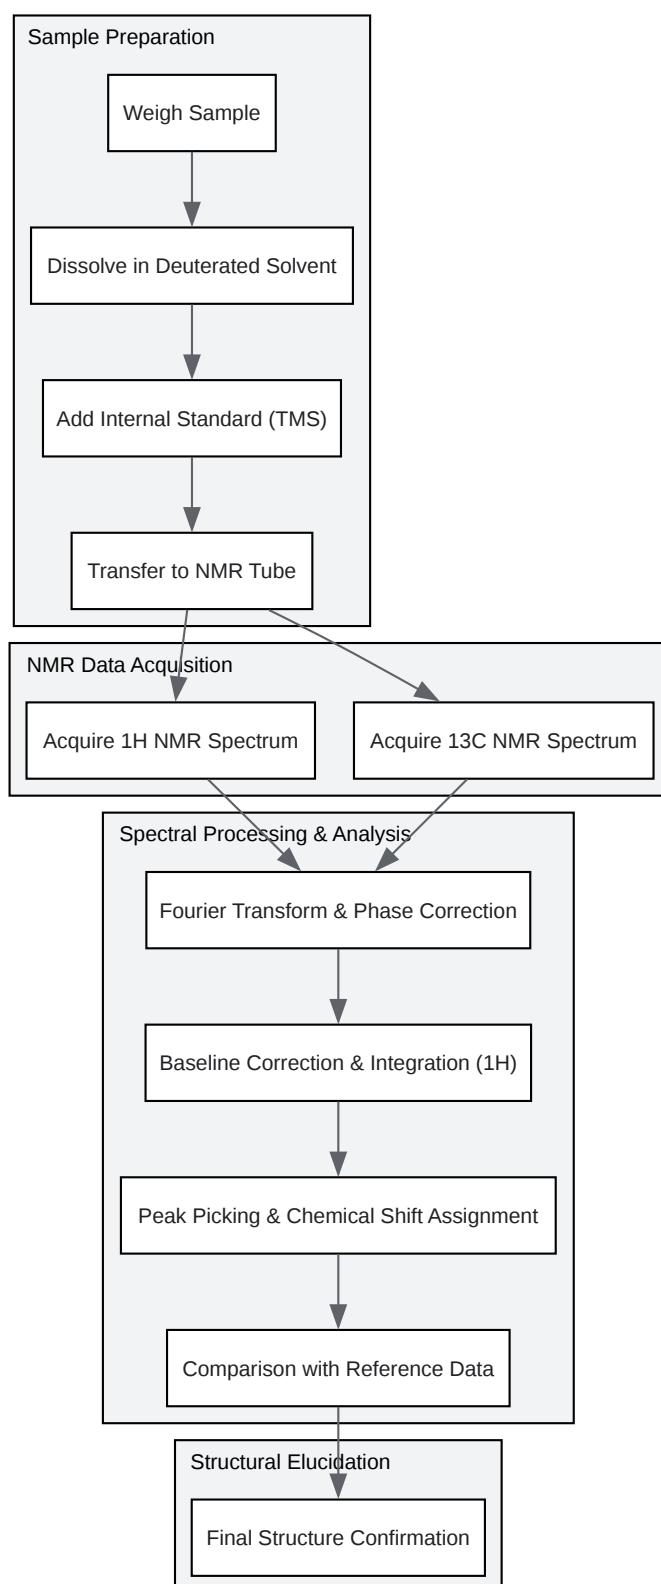 Sample Preparation
Weigh Sample
Dissolve in Deuterated Solvent
Add Internal Standard (TMS)
Transfer to NMR Tube
NMR Data Acquisition
Acquire 1H NMR Spectrum
Acquire 13C NMR Spectrum
Spectral Processing & Analysis
Fourier Transform & Phase Correction
Baseline Correction & Integration (1H)
Peak Picking & Chemical Shift Assignment
Comparison with Reference Data
Structural Elucidation
Final Structure Confirmation